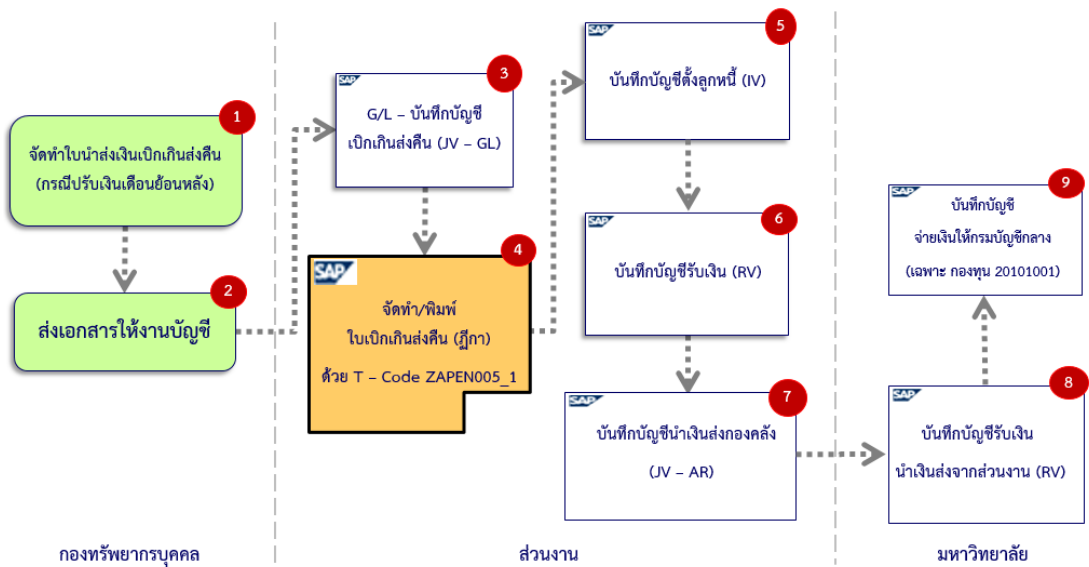 1
จัดทำใบนำส่งเงินเบิกเกินส่งคืน
(กรณีปรับเงินเดือนย้อนหลัง)
2
ส่งเอกสารให้งานบัญชี
กองทรัพยากรบุคคล
SAP
3
G/L – บันทึกบัญชี
เบิกเกินส่งคืน (JV – GL)
SAP
4
จัดทำ/พิมพ์
ใบเบิกเกินส่งคืน (ฎีกา)
ด้วย T – Code ZAPEN005_1
SAP
5
บันทึกบัญชีตั้งลูกหนี้ (IV)
SAP
6
บันทึกบัญชีรับเงิน (RV)
SAP
7
บันทึกบัญชีนำเงินส่งกองคลัง
(JV – AR)
ส่วนงาน
SAP
8
บันทึกบัญชีรับเงิน
นำเงินส่งจากส่วนงาน (RV)
SAP
9
บันทึกบัญชี
จ่ายเงินให้กรมบัญชีกลาง
(เฉพาะ กองทุน 20101001)
มหาวิทยาลัย